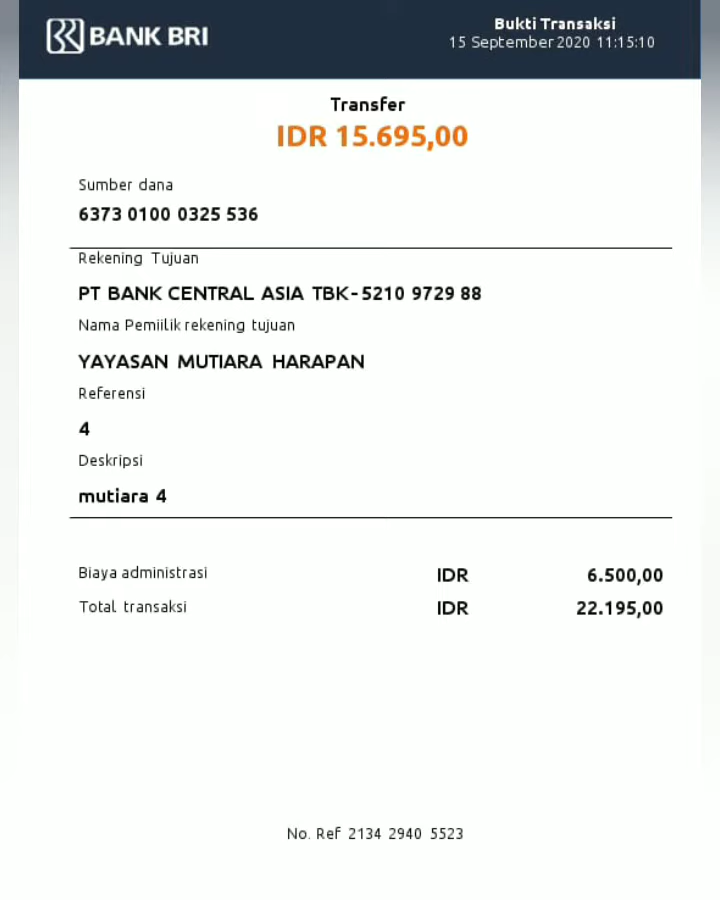 BANK BRI
Bukti Transaksi
15 September 2020 11:15:10
Transfer
IDR 15.695,00
Sumber dana
6373 0100 0325 536
Rekening Tujuan
PT BANK CENTRAL ASIA TBK-5210 9729 88
Nama Pemiilik rekening tujuan
YAYASAN MUTIARA HARAPAN
Referensi
4
Deskripsi
mutiara 4
Biaya administrasi IDR 6.500,00
Total transaksi IDR 22.195,00
No. Ref 2134 2940 5523